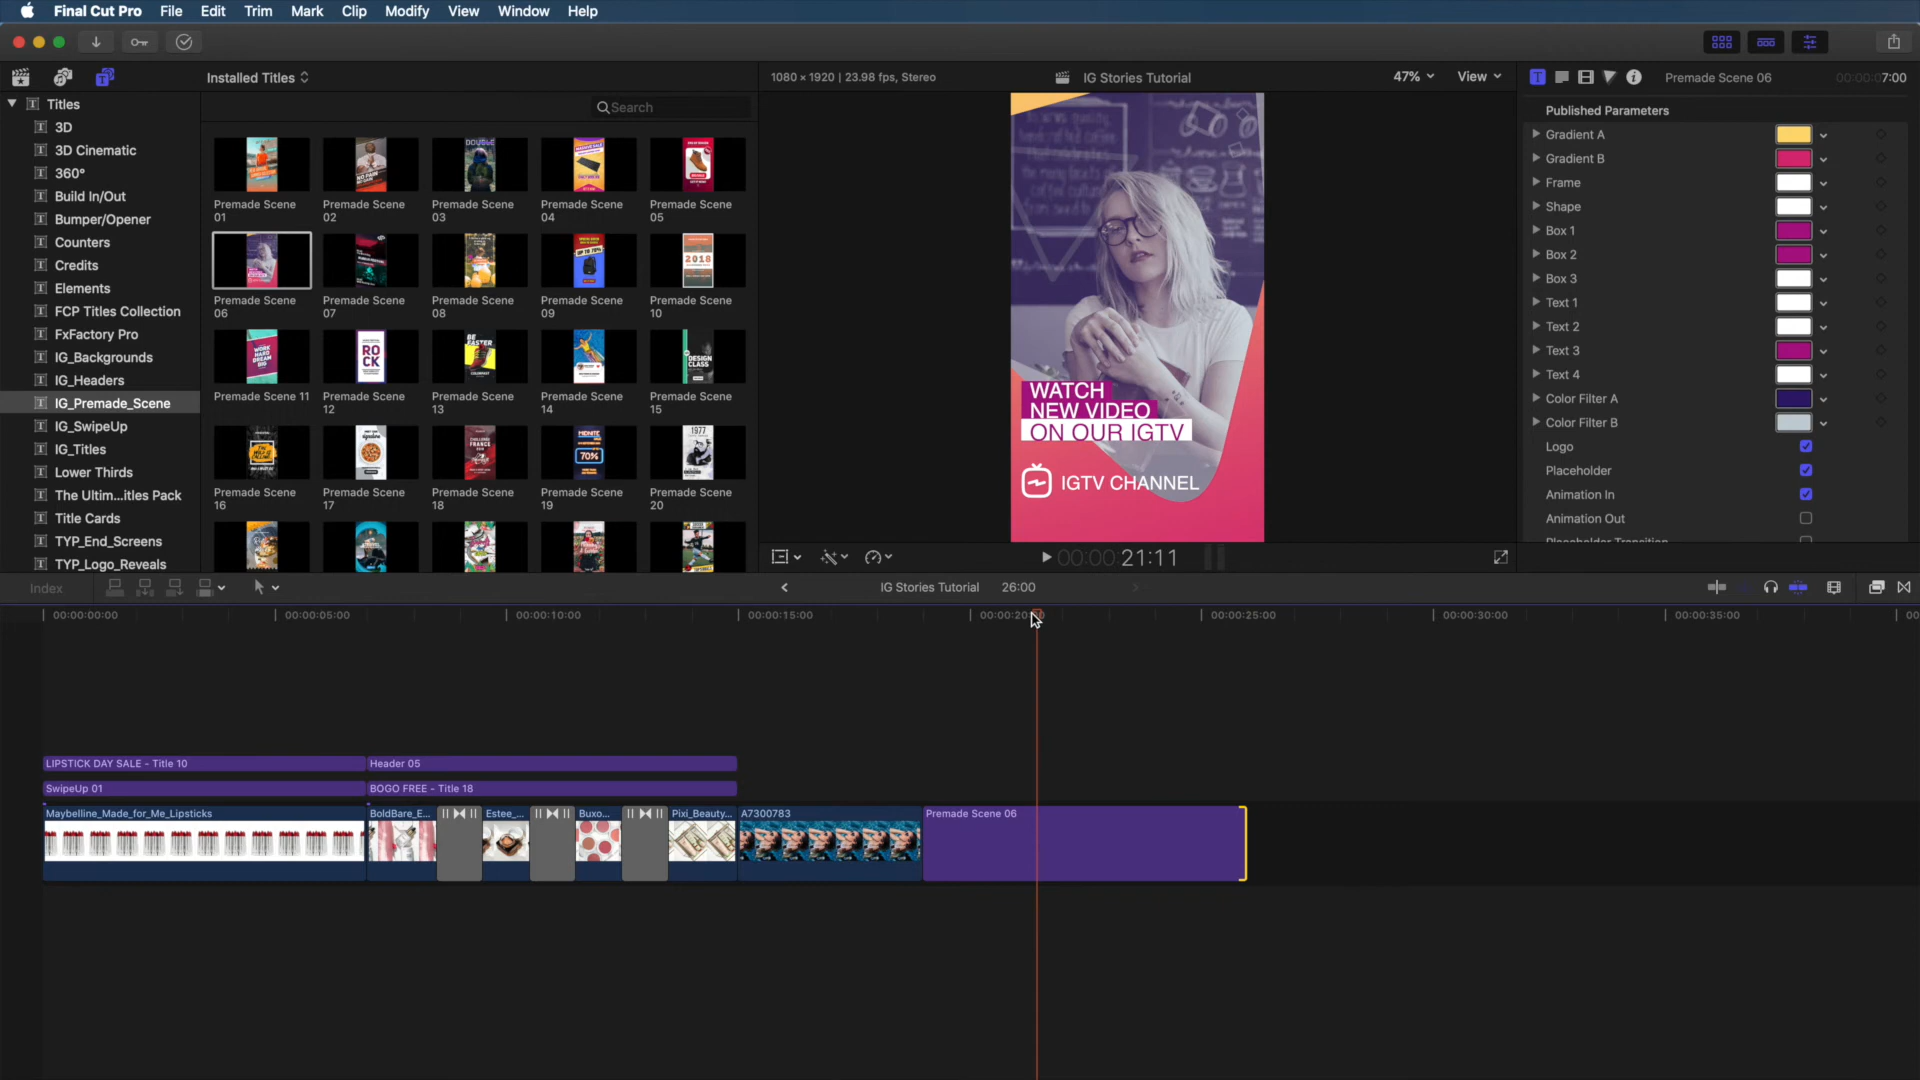 Final Cut Pro File Edit Trim Mark Clip Modify View Window Help
Installed Titles
1080 × 1920 | 23.98 fps, Stereo
IG Stories Tutorial
47%
View
Premade Scene 06
7:00
Search
Titles
3D
3D Cinematic
360°
Build In/Out
Bumper/Opener
Counters
Credits
Elements
FCP Titles Collection
FxFactory Pro
IG_Backgrounds
IG_Headers
IG_Premade_Scene
IG_SwipeUp
IG_Titles
Lower Thirds
The Ultim...itles Pack
Title Cards
TYP_End_Screens
TYP_Logo_Reveals
Premade Scene 01
Premade Scene 02
Premade Scene 03
Premade Scene 04
Premade Scene 05
Premade Scene 06
Premade Scene 07
Premade Scene 08
Premade Scene 09
Premade Scene 10
Premade Scene 11
Premade Scene 12
Premade Scene 13
Premade Scene 14
Premade Scene 15
Premade Scene 16
Premade Scene 17
Premade Scene 18
Premade Scene 19
Premade Scene 20
WATCH
NEW VIDEO
ON OUR IGTV
IGTV CHANNEL
Published Parameters
Gradient A
Gradient B
Frame
Shape
Box 1
Box 2
Box 3
Text 1
Text 2
Text 3
Text 4
Color Filter A
Color Filter B
Logo
Placeholder
Animation In
Animation Out
00:00:21:11
Index
IG Stories Tutorial 26:00
00:00:00:00 00:00:05:00 00:00:10:00 00:00:15:00 00:00:20:00 00:00:25:00 00:00:30:00 00:00:35:00
LIPSTICK DAY SALE - Title 10
Header 05
SwipeUp 01
BOGO FREE - Title 18
Maybelline_Made_for_Me_Lipsticks
BoldBare_E...
Estee_...
Buxo...
Pixi_Beauty...
A7300783
Premade Scene 06